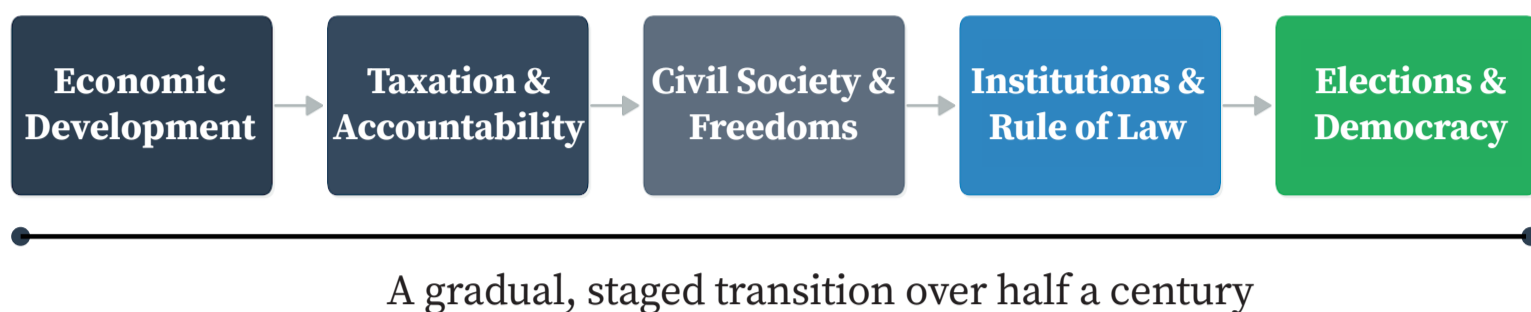 Economic
Development
Taxation &
Accountability
Civil Society &
Freedoms
Institutions &
Rule of Law
Elections &
Democracy
A gradual, staged transition over half a century